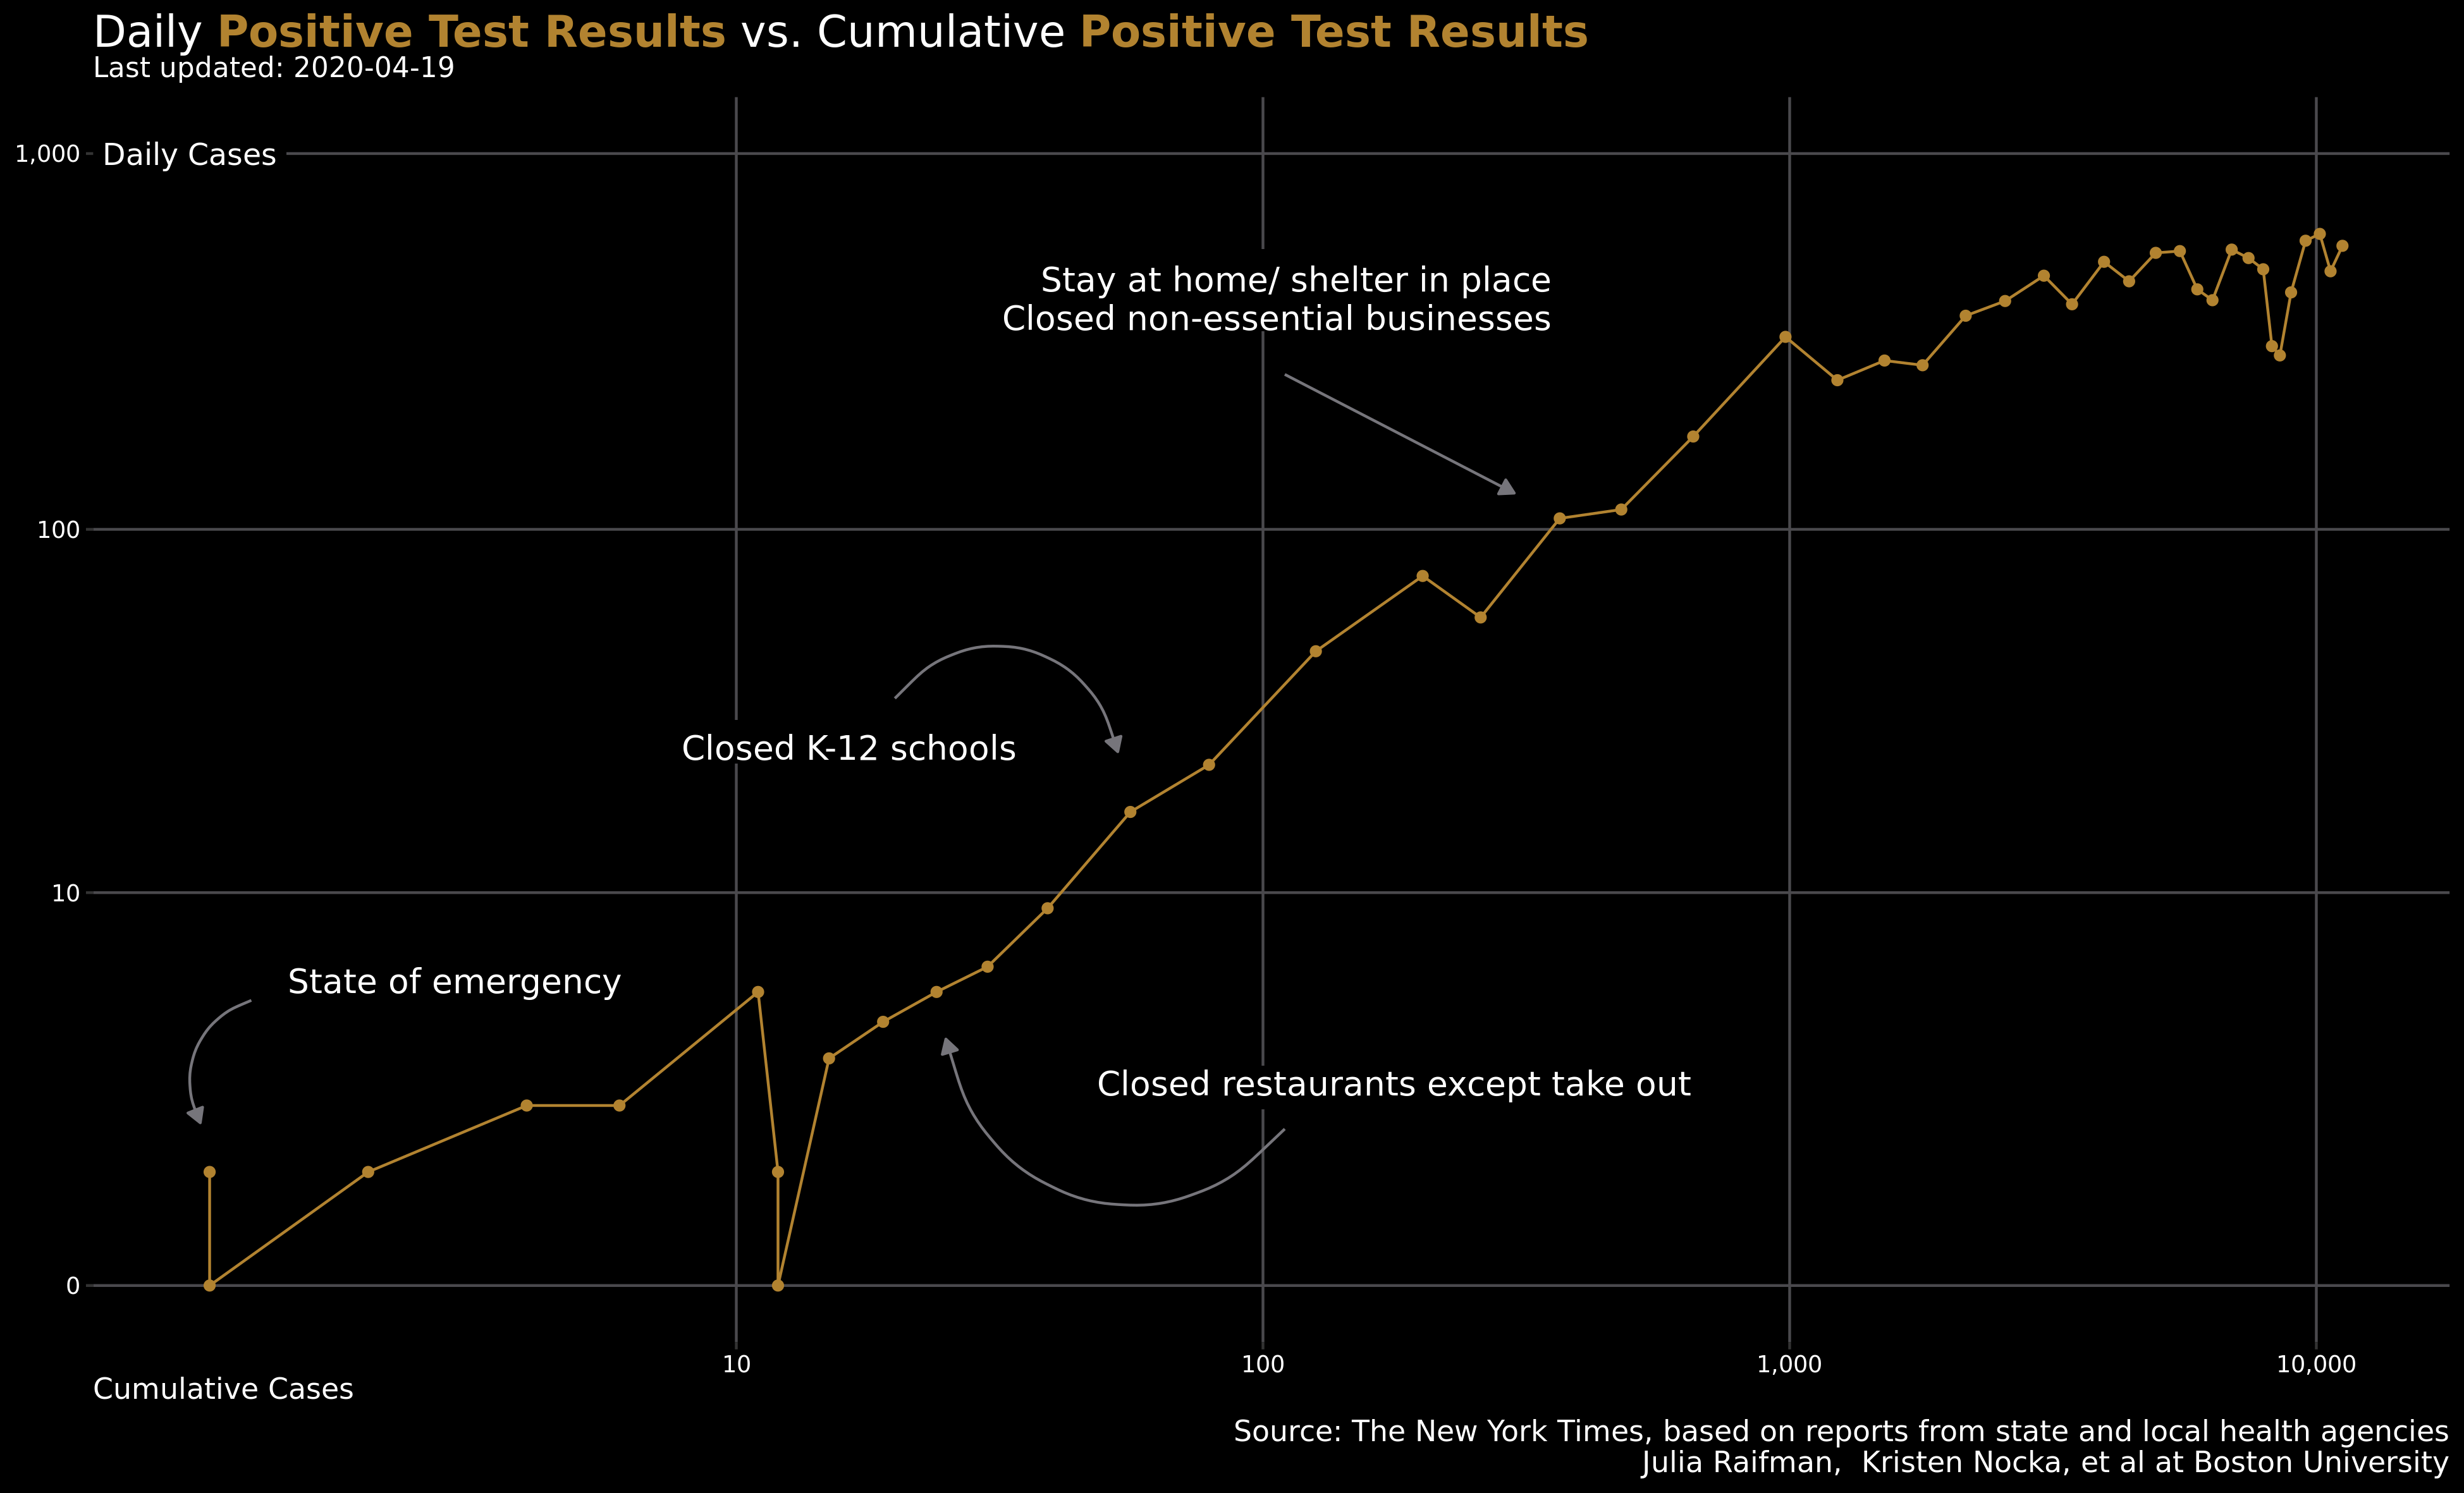 Daily Positive Test Results vs. Cumulative Positive Test Results
Last updated: 2020-04-19
1,000
Daily Cases
Stay at home/ shelter in place
Closed non-essential businesses
100
Closed K-12 schools
10
State of emergency
Closed restaurants except take out
0
10
100
1,000
10,000
Cumulative Cases
Source: The New York Times, based on reports from state and local health agencies
Julia Raifman,  Kristen Nocka, et al at Boston University